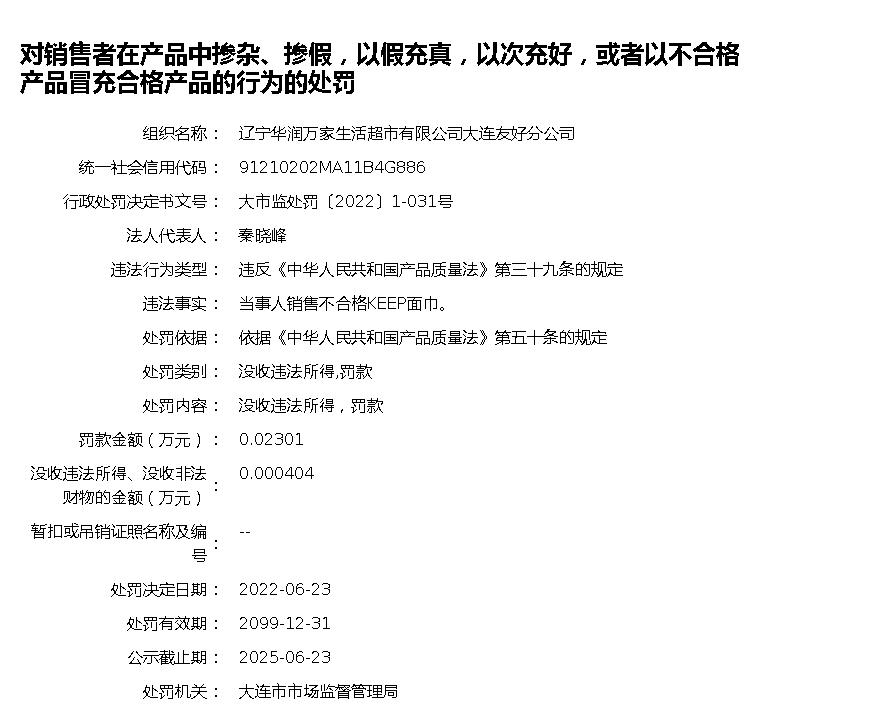 对销售者在产品中掺杂、掺假，以假充真，以次充好，或者以不合格
产品冒充合格产品的行为的处罚
组织名称： 辽宁华润万家生活超市有限公司大连友好分公司
统一社会信用代码： 91210202MA11B4G886
行政处罚决定书文号： 大市监处罚〔2022〕1-031号
法人代表人： 秦晓峰
违法行为类型： 违反《中华人民共和国产品质量法》第三十九条的规定
违法事实： 当事人销售不合格KEEP面巾。
处罚依据： 依据《中华人民共和国产品质量法》第五十条的规定
处罚类别： 没收违法所得,罚款
处罚内容： 没收违法所得，罚款
罚款金额（万元）： 0.02301
没收违法所得、没收非法
财物的金额（万元）： 0.000404
暂扣或吊销证照名称及编
号： --
处罚决定日期： 2022-06-23
处罚有效期： 2099-12-31
公示截止期： 2025-06-23
处罚机关： 大连市市场监督管理局